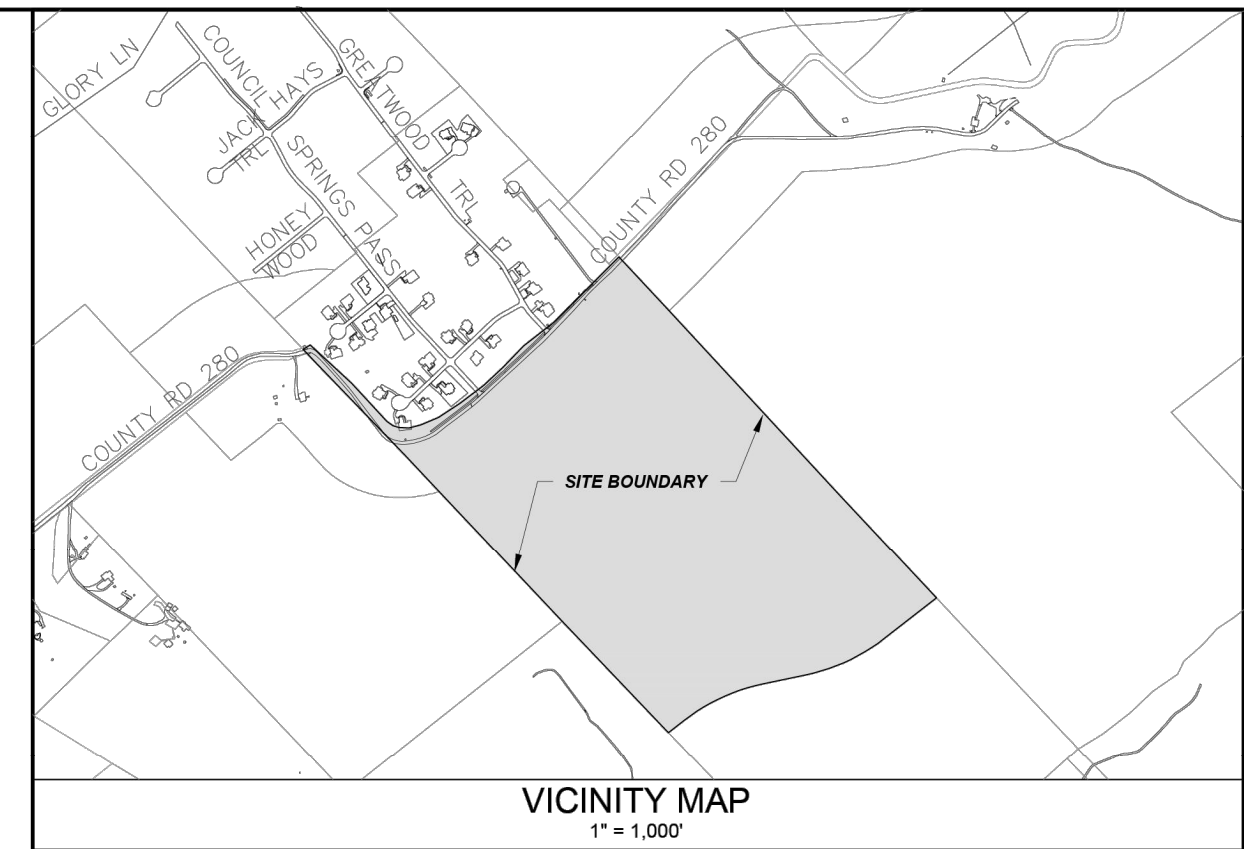 GLORY LN
COUNCIL
SPRINGS PASS
JACK HAYS
TRL
GREATWOOD
TRL
HONEY
WOOD
COUNTY RD 280
COUNTY RD 280
SITE BOUNDARY
VICINITY MAP
1" = 1,000'